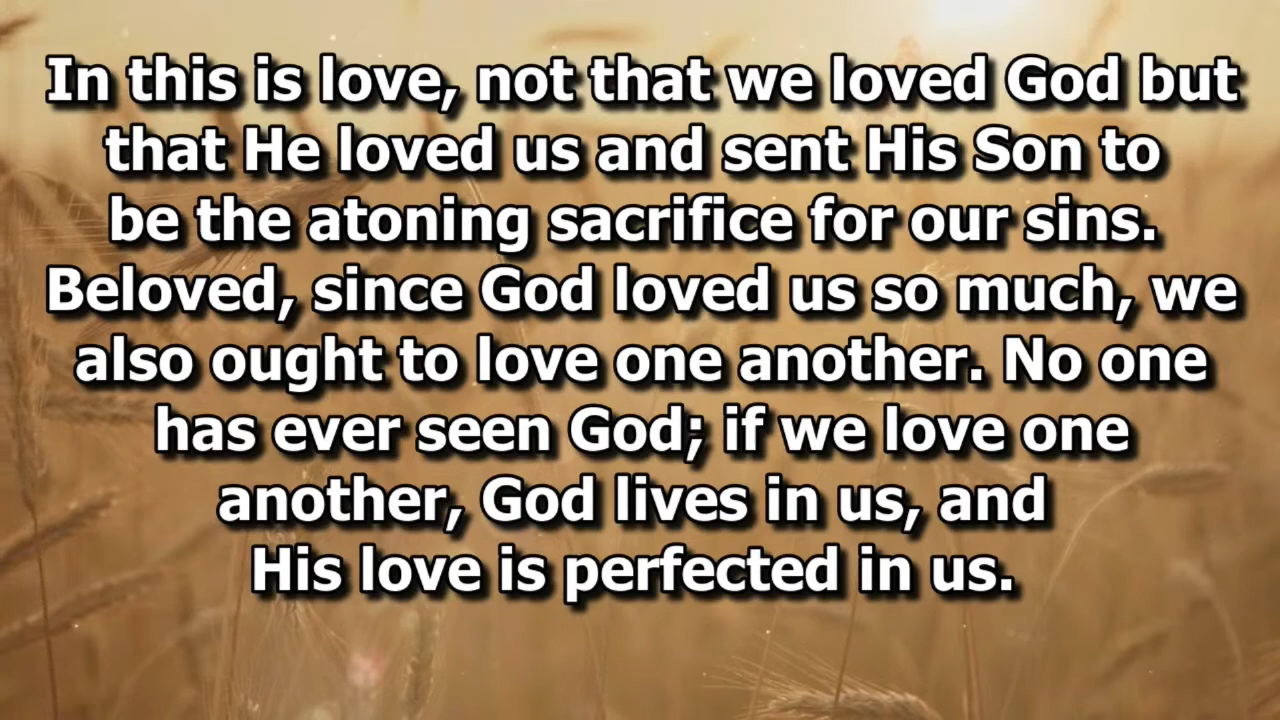 In this is love, not that we loved God but
that He loved us and sent His Son to
be the atoning sacrifice for our sins.
Beloved, since God loved us so much, we
also ought to love one another. No one
has ever seen God; if we love one
another, God lives in us, and
His love is perfected in us.